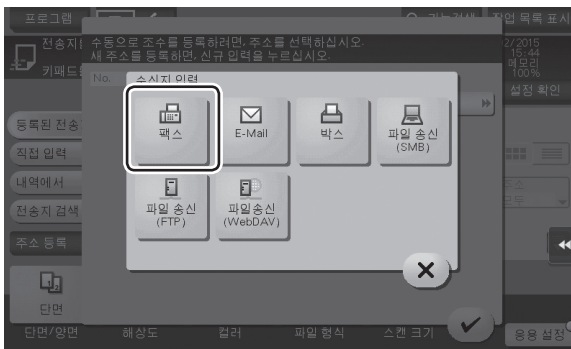 프로그램
작업 목록 표시
수동으로 조수를 등록하려면, 주소를 선택하십시오.
새 주소를 등록하면, 신규 입력을 누르십시오.
전송지
키패드
2/2015
15:44
메모리
100%
설정 확인
No.
수신지 입력
팩스
E-Mail
박스
파일 송신
(SMB)
파일 송신
(FTP)
파일송신
(WebDAV)
등록된 전송
직접 입력
내역에서
전송지 검색
주소 등록
주소
모두
단면
단면/양면
해상도
컬러
파일 형식
스캔 크기
응용 설정